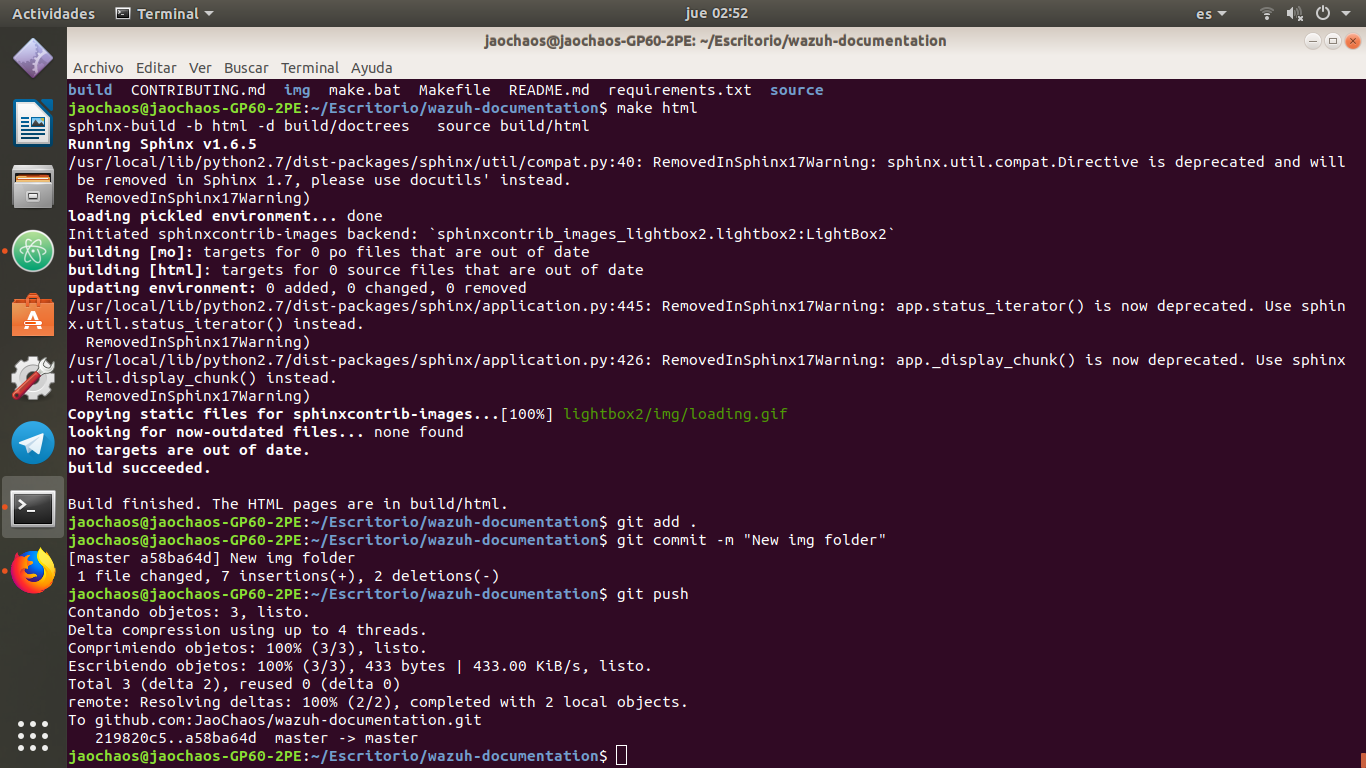 Actividades Terminal jue 02:52 es
jaochaos@jaochaos-GP60-2PE: ~/Escritorio/wazuh-documentation
Archivo Editar Ver Buscar Terminal Ayuda
build CONTRIBUTING.md img make.bat Makefile README.md requirements.txt source
jaochaos@jaochaos-GP60-2PE:~/Escritorio/wazuh-documentation$ make html
sphinx-build -b html -d build/doctrees   source build/html
Running Sphinx v1.6.5
/usr/local/lib/python2.7/dist-packages/sphinx/util/compat.py:40: RemovedInSphinx17Warning: sphinx.util.compat.Directive is deprecated and will
 be removed in Sphinx 1.7, please use docutils' instead.
  RemovedInSphinx17Warning)
loading pickled environment... done
Initiated sphinxcontrib-images backend: `sphinxcontrib_images_lightbox2.lightbox2:LightBox2`
building [mo]: targets for 0 po files that are out of date
building [html]: targets for 0 source files that are out of date
updating environment: 0 added, 0 changed, 0 removed
/usr/local/lib/python2.7/dist-packages/sphinx/application.py:445: RemovedInSphinx17Warning: app.status_iterator() is now deprecated. Use sphin
x.util.status_iterator() instead.
  RemovedInSphinx17Warning)
/usr/local/lib/python2.7/dist-packages/sphinx/application.py:426: RemovedInSphinx17Warning: app._display_chunk() is now deprecated. Use sphinx
.util.display_chunk() instead.
  RemovedInSphinx17Warning)
Copying static files for sphinxcontrib-images...[100%] lightbox2/img/loading.gif
looking for now-outdated files... none found
no targets are out of date.
build succeeded.
Build finished. The HTML pages are in build/html.
jaochaos@jaochaos-GP60-2PE:~/Escritorio/wazuh-documentation$ git add .
jaochaos@jaochaos-GP60-2PE:~/Escritorio/wazuh-documentation$ git commit -m "New img folder"
[master a58ba64d] New img folder
 1 file changed, 7 insertions(+), 2 deletions(-)
jaochaos@jaochaos-GP60-2PE:~/Escritorio/wazuh-documentation$ git push
Contando objetos: 3, listo.
Delta compression using up to 4 threads.
Comprimiendo objetos: 100% (3/3), listo.
Escribiendo objetos: 100% (3/3), 433 bytes | 433.00 KiB/s, listo.
Total 3 (delta 2), reused 0 (delta 0)
remote: Resolving deltas: 100% (2/2), completed with 2 local objects.
To github.com:JaoChaos/wazuh-documentation.git
   219820c5..a58ba64d  master -> master
jaochaos@jaochaos-GP60-2PE:~/Escritorio/wazuh-documentation$